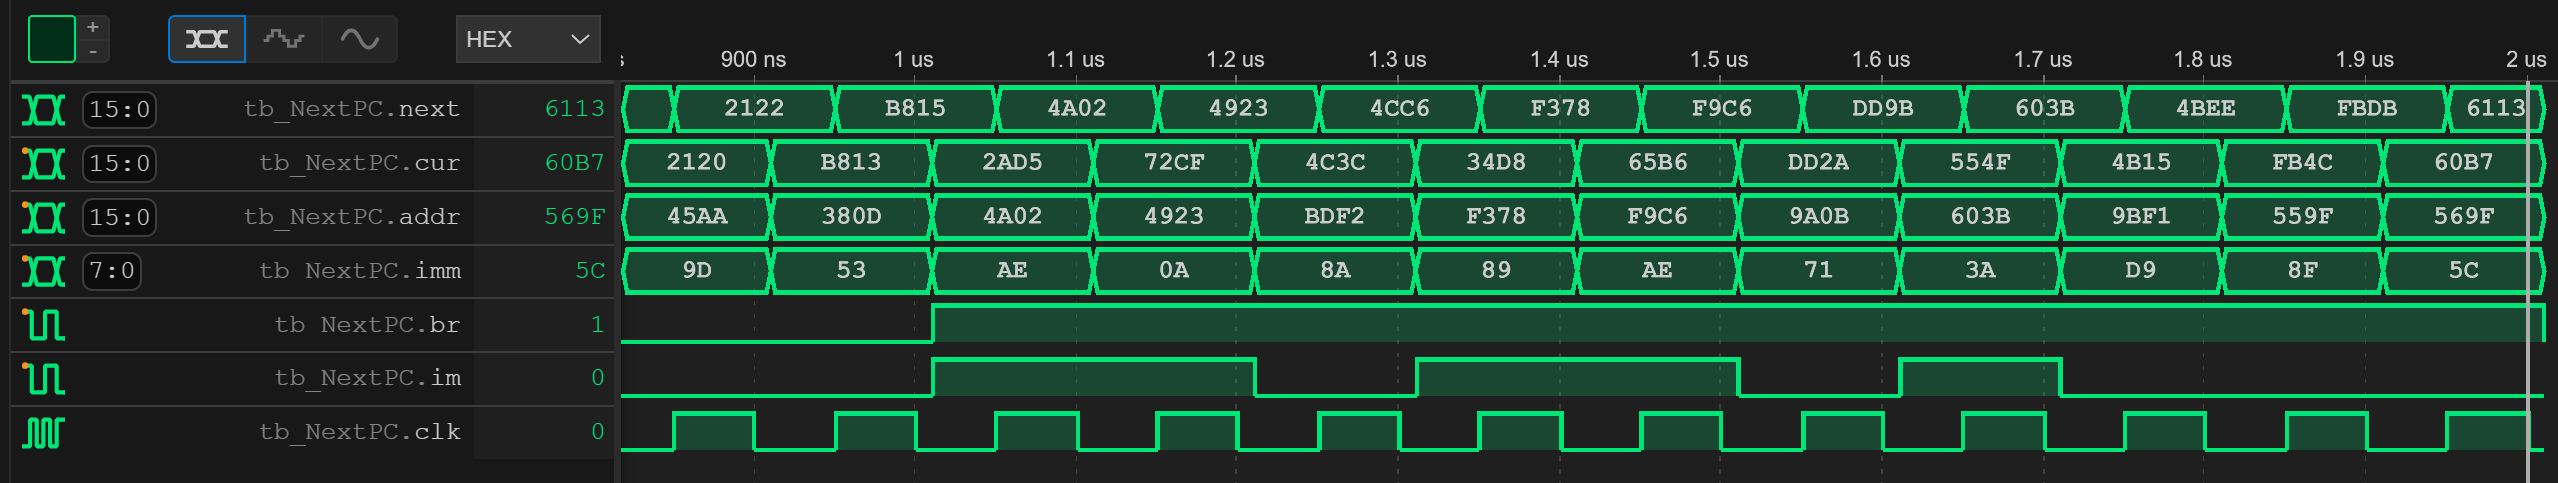 +
-
HEX
s 900 ns 1 us 1.1 us 1.2 us 1.3 us 1.4 us 1.5 us 1.6 us 1.7 us 1.8 us 1.9 us 2 us
15:0 tb_NextPC.next 6113 2122 B815 4A02 4923 4CC6 F378 F9C6 DD9B 603B 4BEE FBDB 6113
15:0 tb_NextPC.cur 60B7 2120 B813 2AD5 72CF 4C3C 34D8 65B6 DD2A 554F 4B15 FB4C 60B7
15:0 tb_NextPC.addr 569F 45AA 380D 4A02 4923 BDF2 F378 F9C6 9A0B 603B 9BF1 559F 569F
7:0 tb NextPC.imm 5C 9D 53 AE 0A 8A 89 AE 71 3A D9 8F 5C
tb NextPC.br 1
tb_NextPC.im 0
tb_NextPC.clk 0